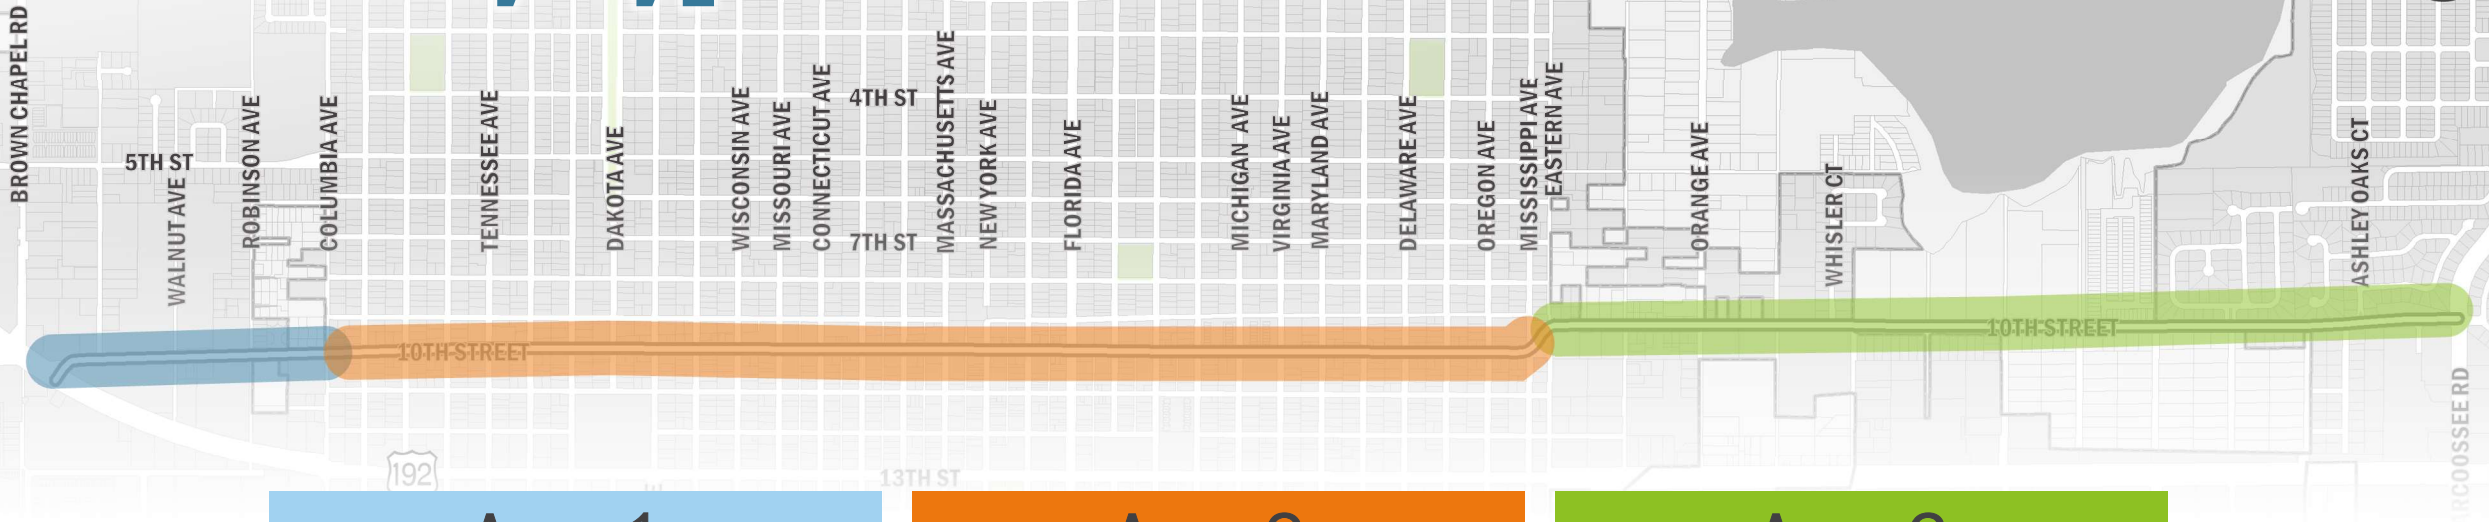 BROWN CHAPEL RD
5TH ST
WALNUT AVE
ROBINSON AVE
COLUMBIA AVE
TENNESSEE AVE
DAKOTA AVE
WISCONSIN AVE
MISSOURI AVE
CONNECTICUT AVE
4TH ST
7TH ST
MASSACHUSETTS AVE
NEW YORK AVE
FLORIDA AVE
MICHIGAN AVE
VIRGINIA AVE
MARYLAND AVE
DELAWARE AVE
OREGON AVE
MISSISSIPPI AVE
EASTERN AVE
ORANGE AVE
WHISLER CT
ASHLEY OAKS CT
10TH STREET
10TH STREET
192
13TH ST